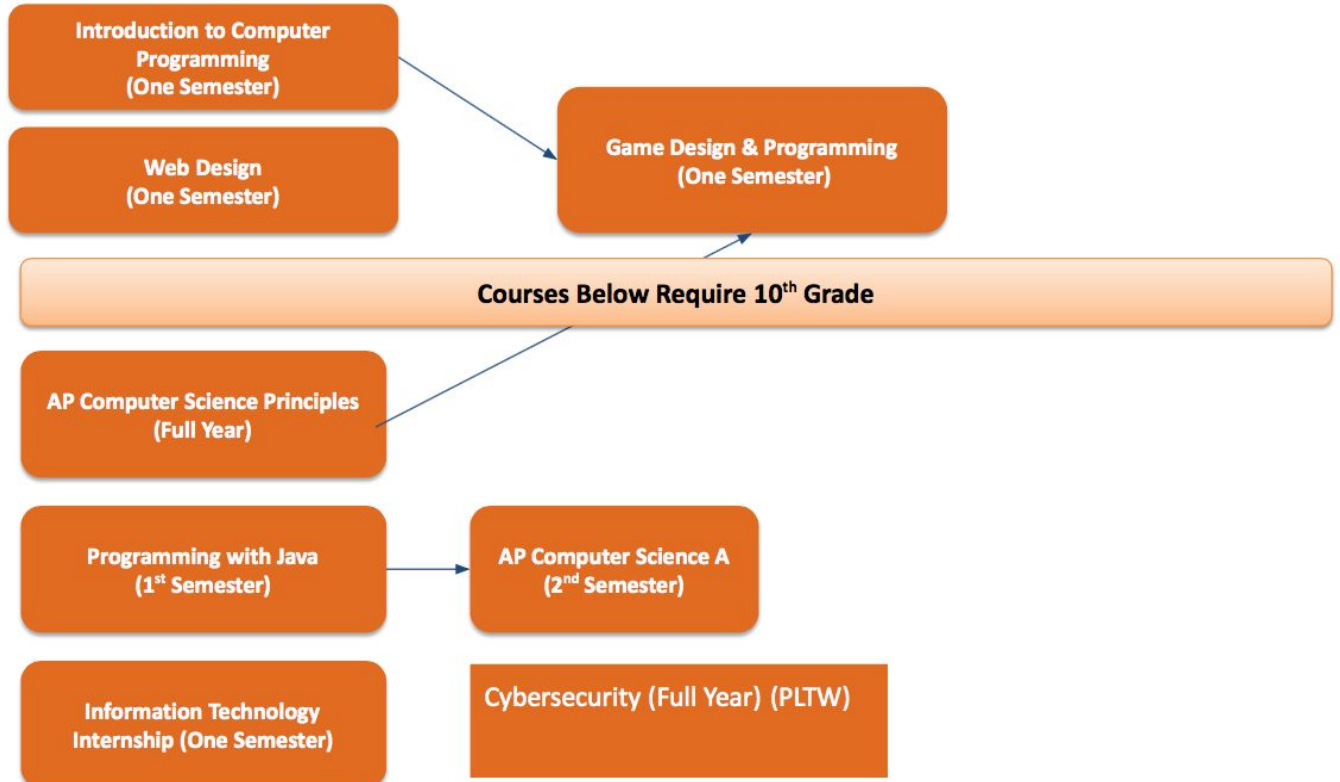 Introduction to Computer
Programming
(One Semester)
Web Design
(One Semester)
Game Design & Programming
(One Semester)
Courses Below Require 10th Grade
AP Computer Science Principles
(Full Year)
Programming with Java
(1st Semester)
AP Computer Science A
(2nd Semester)
Information Technology
Internship (One Semester)
Cybersecurity (Full Year) (PLTW)